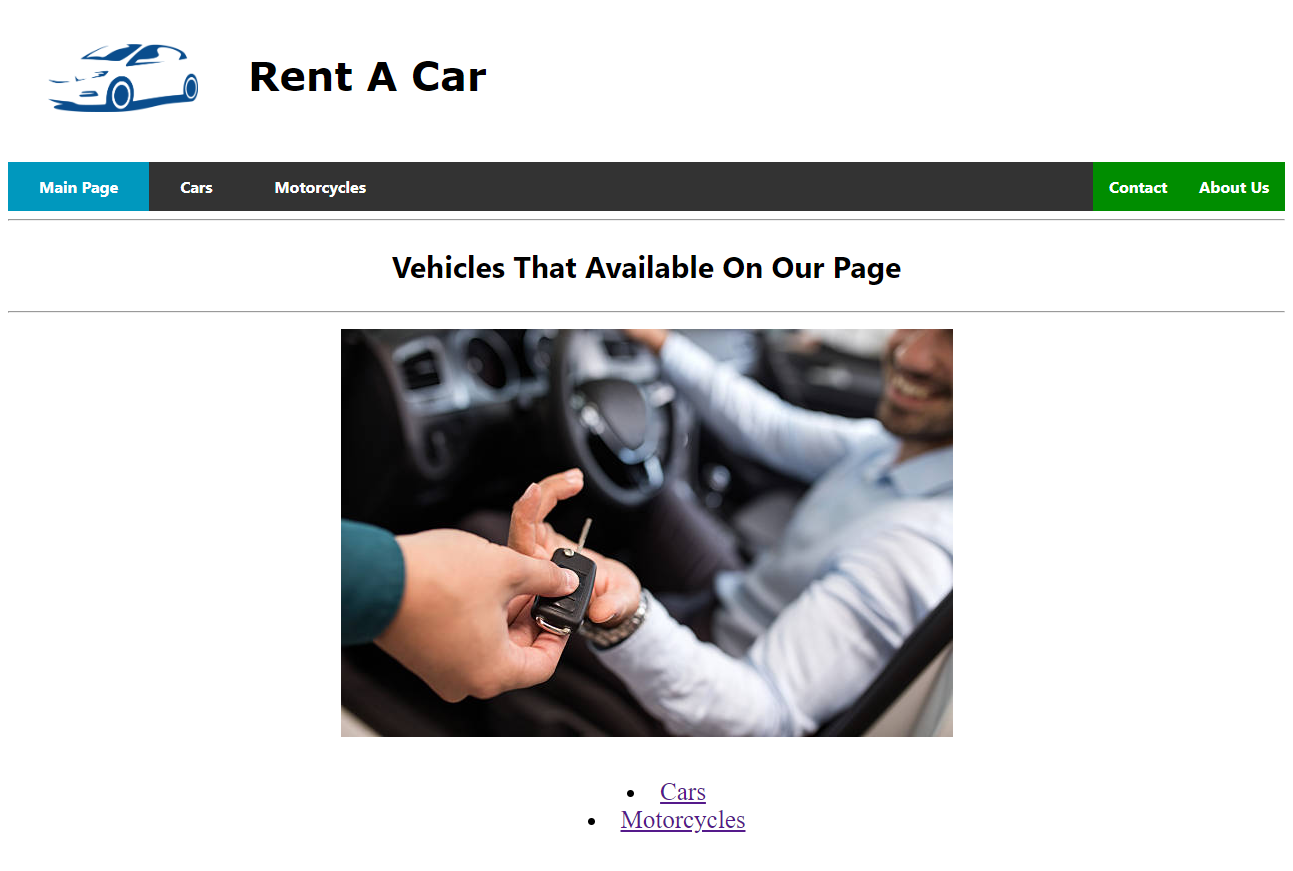 Rent A Car
Main Page Cars Motorcycles Contact About Us
Vehicles That Available On Our Page
Cars
Motorcycles